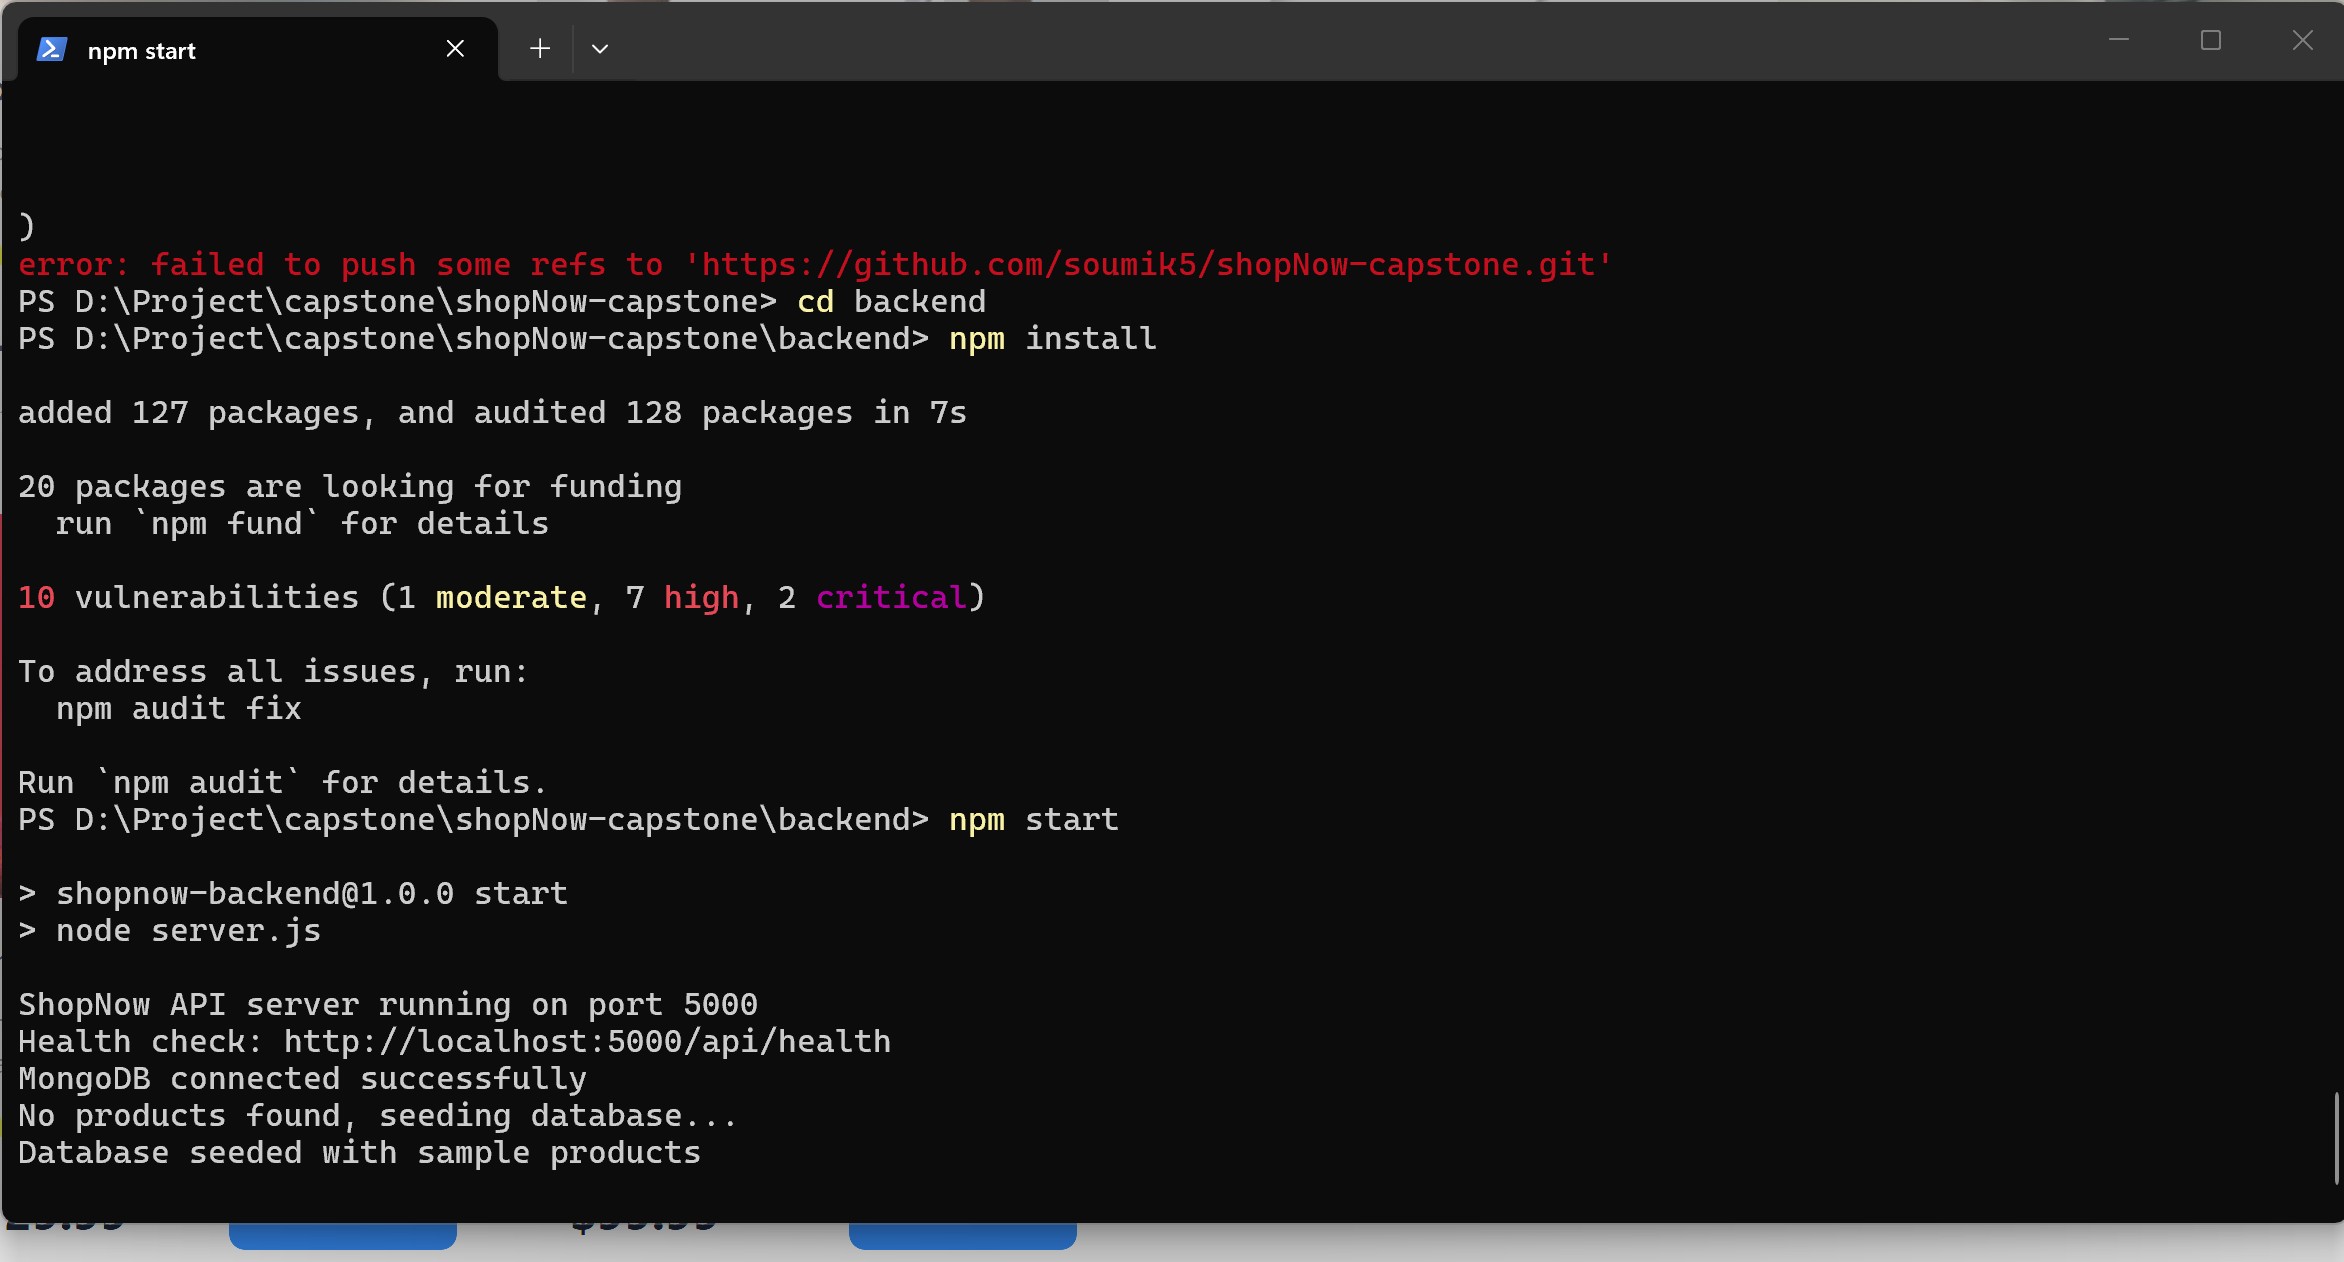 npm start
)
error: failed to push some refs to 'https://github.com/soumik5/shopNow-capstone.git'
PS D:\Project\capstone\shopNow-capstone> cd backend
PS D:\Project\capstone\shopNow-capstone\backend> npm install
added 127 packages, and audited 128 packages in 7s
20 packages are looking for funding
  run `npm fund` for details
10 vulnerabilities (1 moderate, 7 high, 2 critical)
To address all issues, run:
  npm audit fix
Run `npm audit` for details.
PS D:\Project\capstone\shopNow-capstone\backend> npm start
> shopnow-backend@1.0.0 start
> node server.js
ShopNow API server running on port 5000
Health check: http://localhost:5000/api/health
MongoDB connected successfully
No products found, seeding database...
Database seeded with sample products